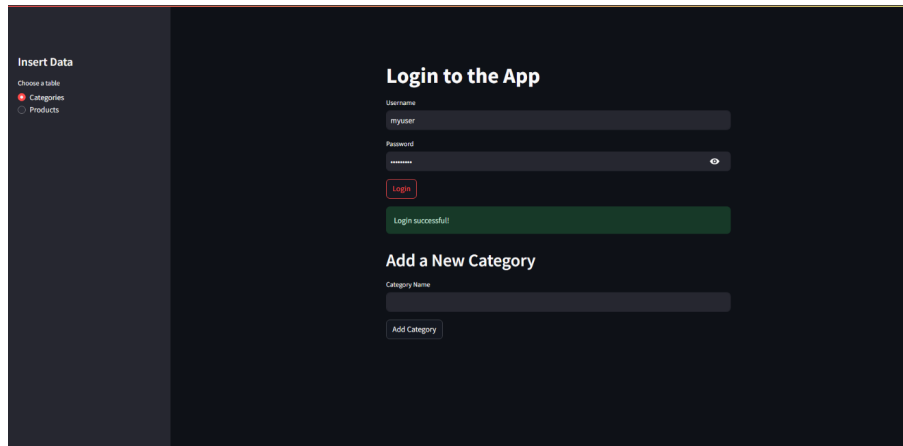 Insert Data
Choose a table
Categories
Products
Login to the App
Username
myuser
Password
•••••••••
Login
Login successful!
Add a New Category
Category Name
Add Category